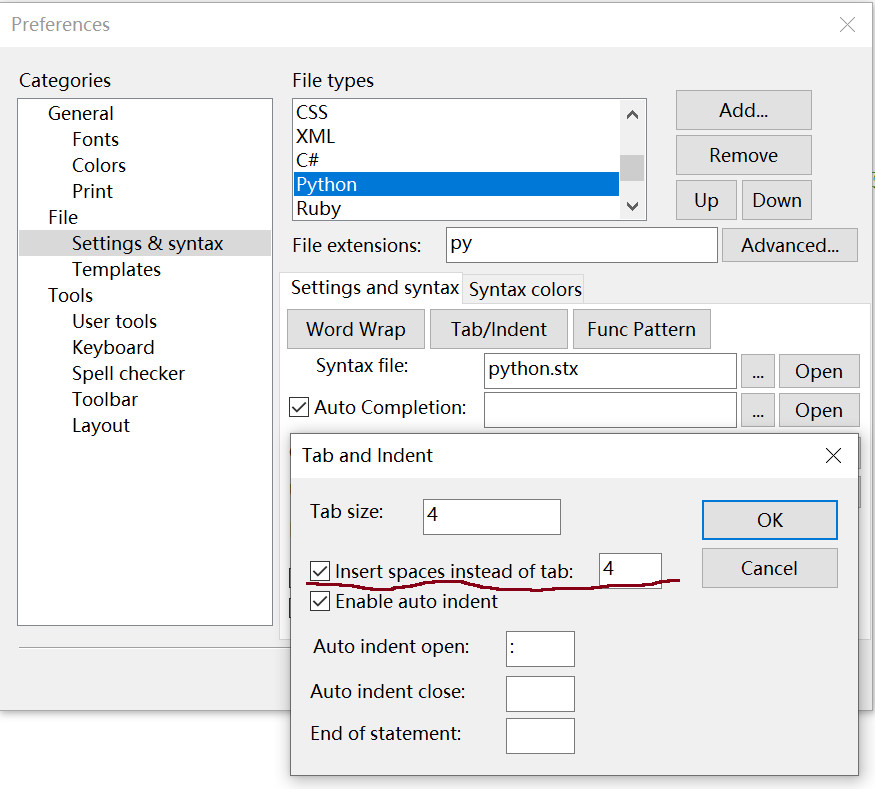 Preferences
Categories
General
Fonts
Colors
Print
File
Settings & syntax
Templates
Tools
User tools
Keyboard
Spell checker
Toolbar
Layout
File types
CSS
XML
C#
Python
Ruby
Add...
Remove
Up
Down
File extensions:
py
Advanced...
Settings and syntax
Syntax colors
Word Wrap
Tab/Indent
Func Pattern
Syntax file:
python.stx
...
Open
Auto Completion:
...
Open
Tab and Indent
Tab size:
4
OK
Insert spaces instead of tab:
4
Cancel
Enable auto indent
Auto indent open:
:
Auto indent close:
End of statement: